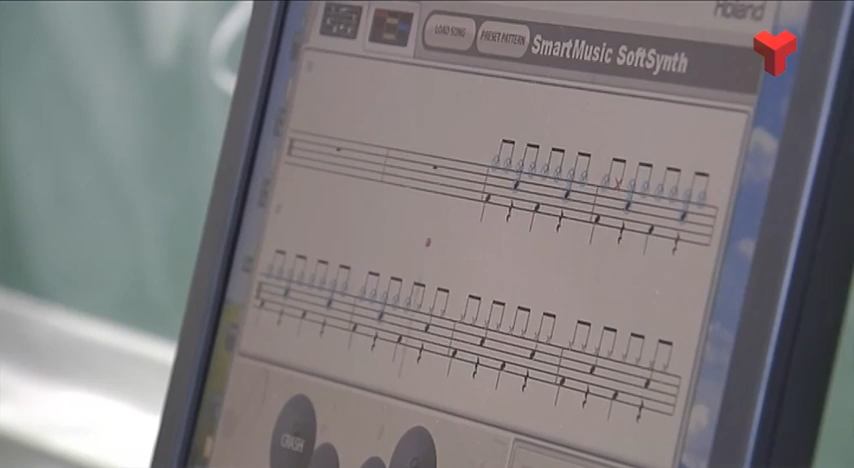 Roland
LOAD SONG
PRESET PATTERN
SmartMusic SoftSynth
CRASH